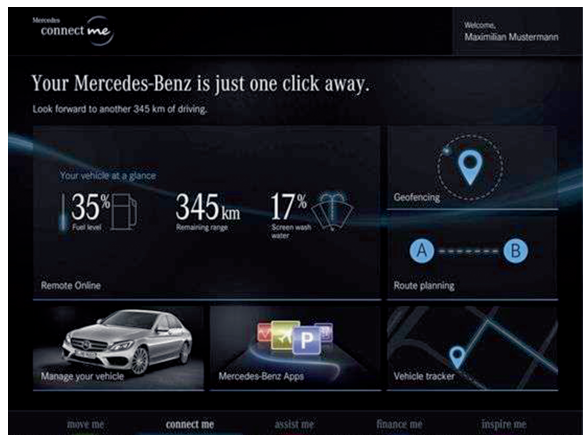 Mercedes
connect me
Welcome,
Maximilian Mustermann
Your Mercedes-Benz is just one click away.
Look forward to another 345 km of driving.
Your vehicle at a glance
35%
Fuel level
345 km
Remaining range
17%
Screen wash
water
Remote Online
Geofencing
A
B
Route planning
Manage your vehicle
P
Mercedes-Benz Apps
Vehicle tracker
move me
connect me
assist me
finance me
inspire me